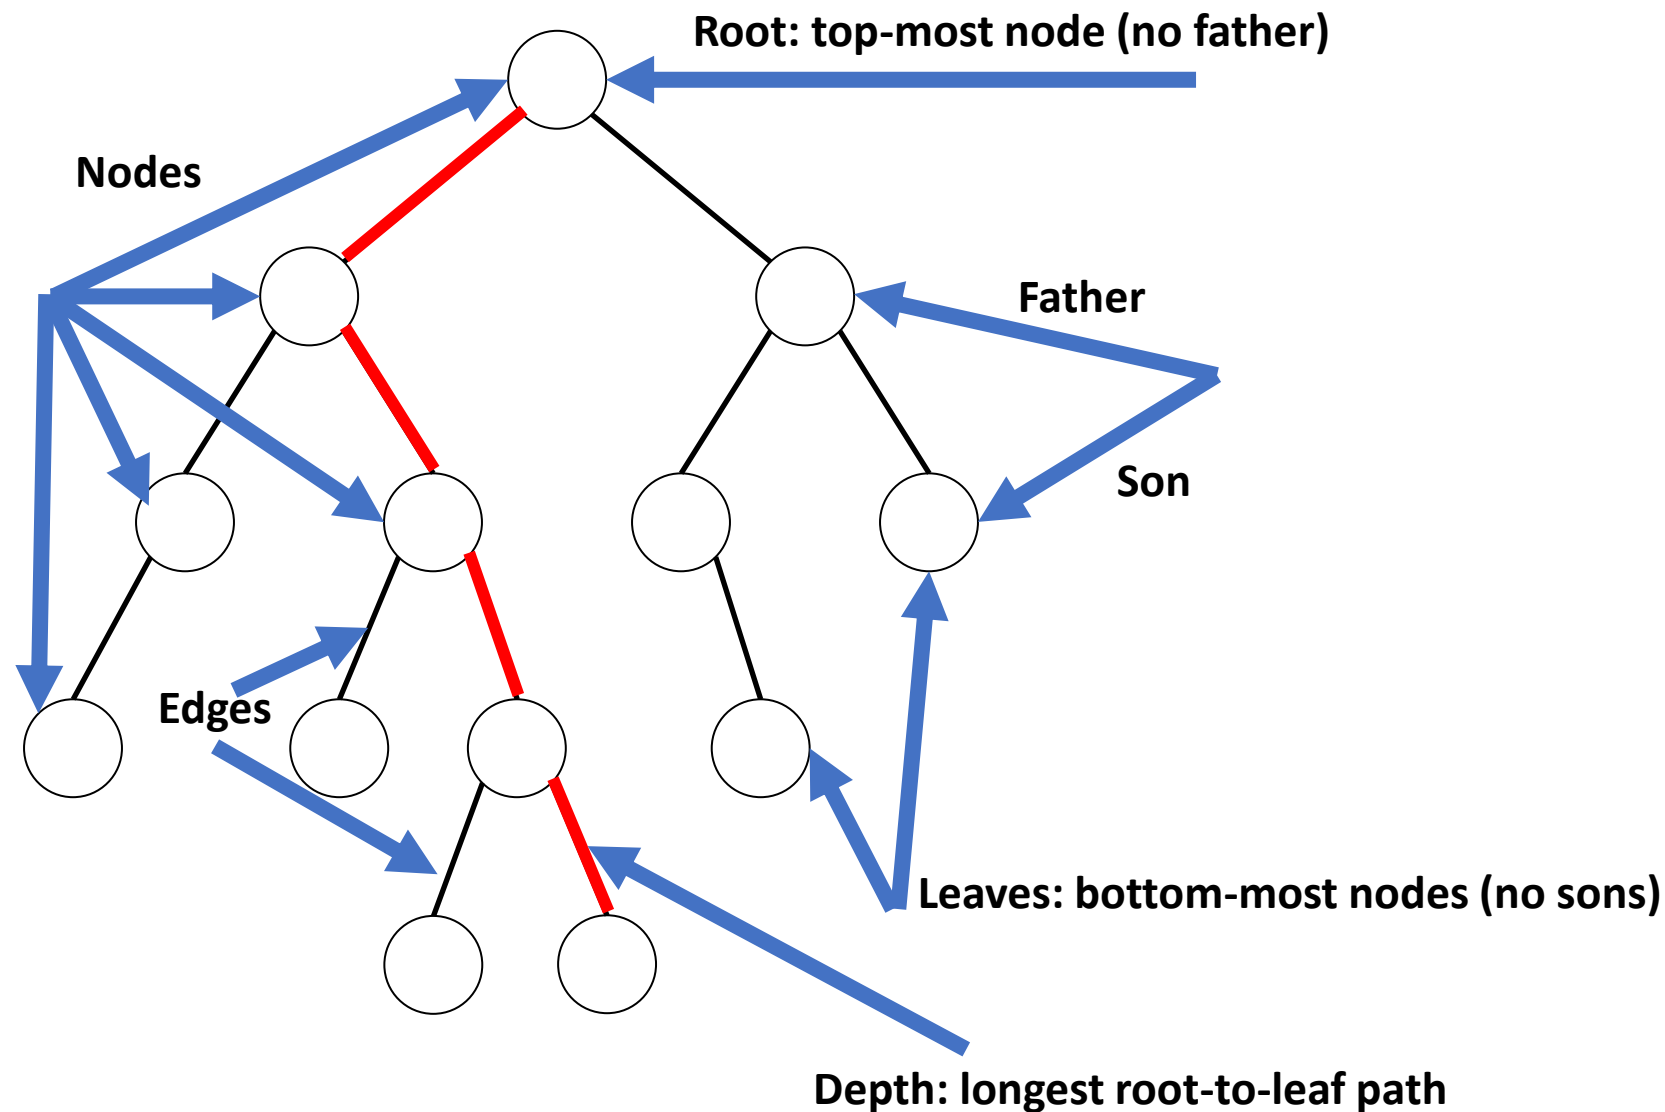 Root: top-most node (no father)
Nodes
Father
Son
Edges
Leaves: bottom-most nodes (no sons)
Depth: longest root-to-leaf path